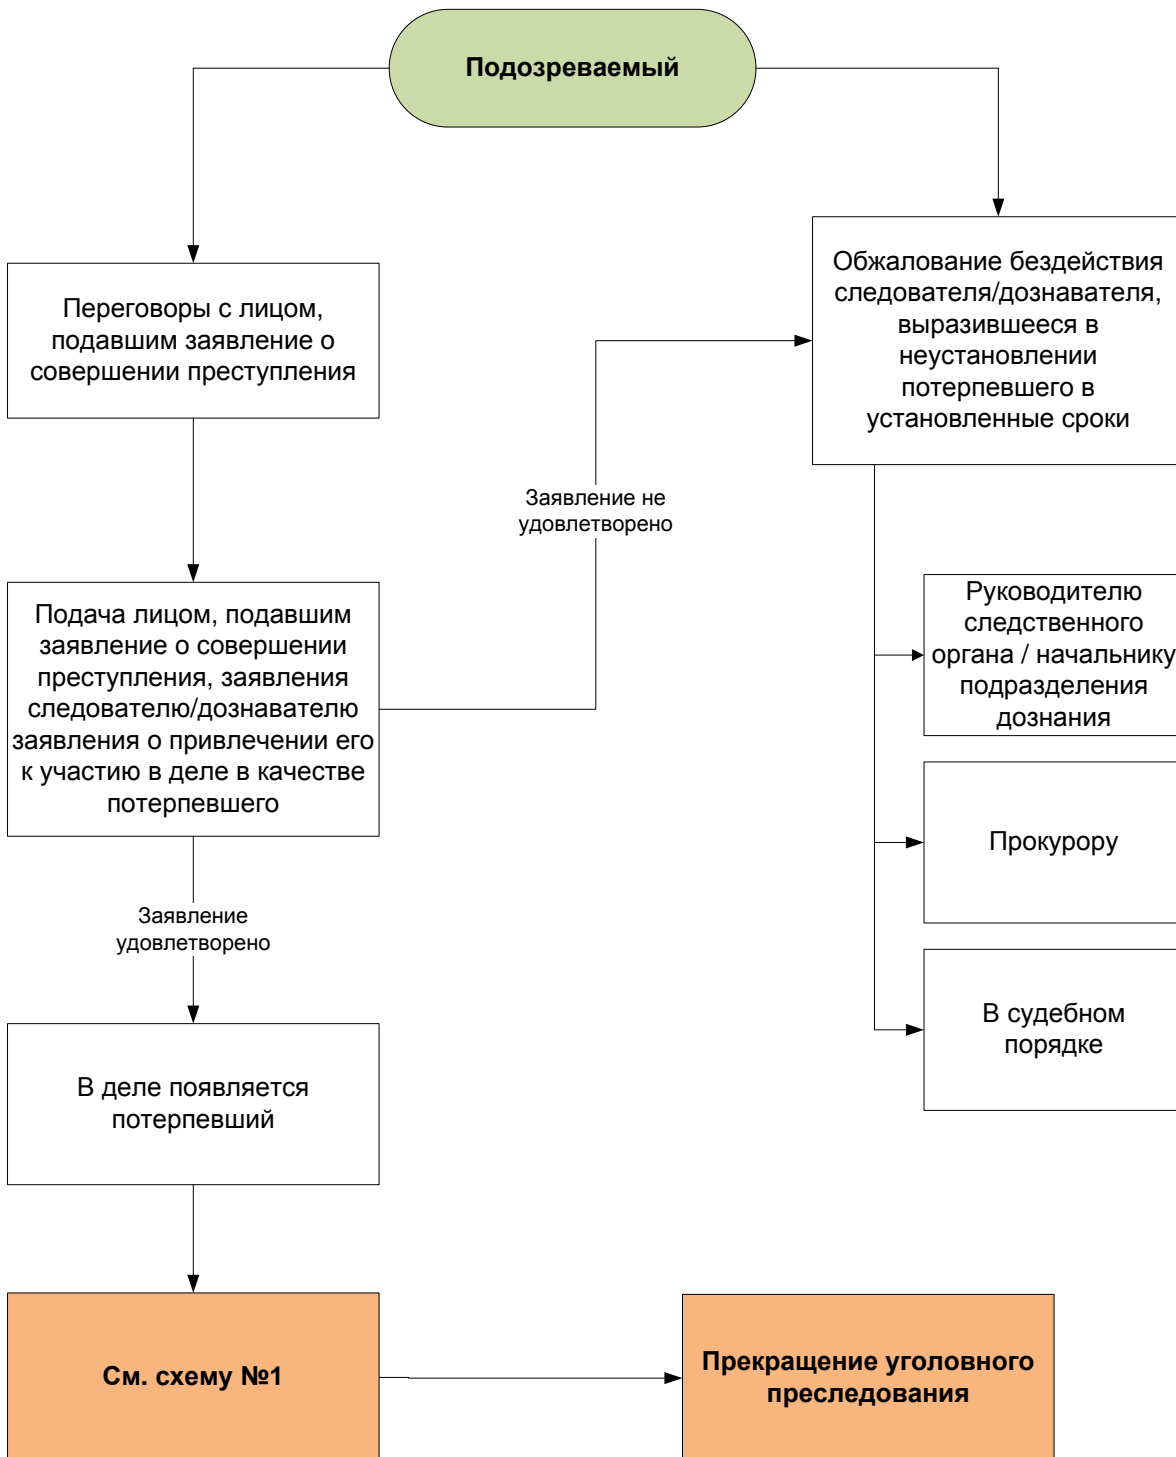 Подозреваемый
Переговоры с лицом,
подавшим заявление о
совершении преступления
Обжалование бездействия
следователя/дознавателя,
выразившееся в
неустановлении
потерпевшего в
установленные сроки
Заявление не
удовлетворено
Подача лицом, подавшим
заявление о совершении
преступления, заявления
следователю/дознавателю
заявления о привлечении его
к участию в деле в качестве
потерпевшего
Руководителю
следственного
органа / начальнику
подразделения
дознания
Прокурору
Заявление
удовлетворено
В судебном
порядке
В деле появляется
потерпевший
См. схему №1
Прекращение уголовного
преследования